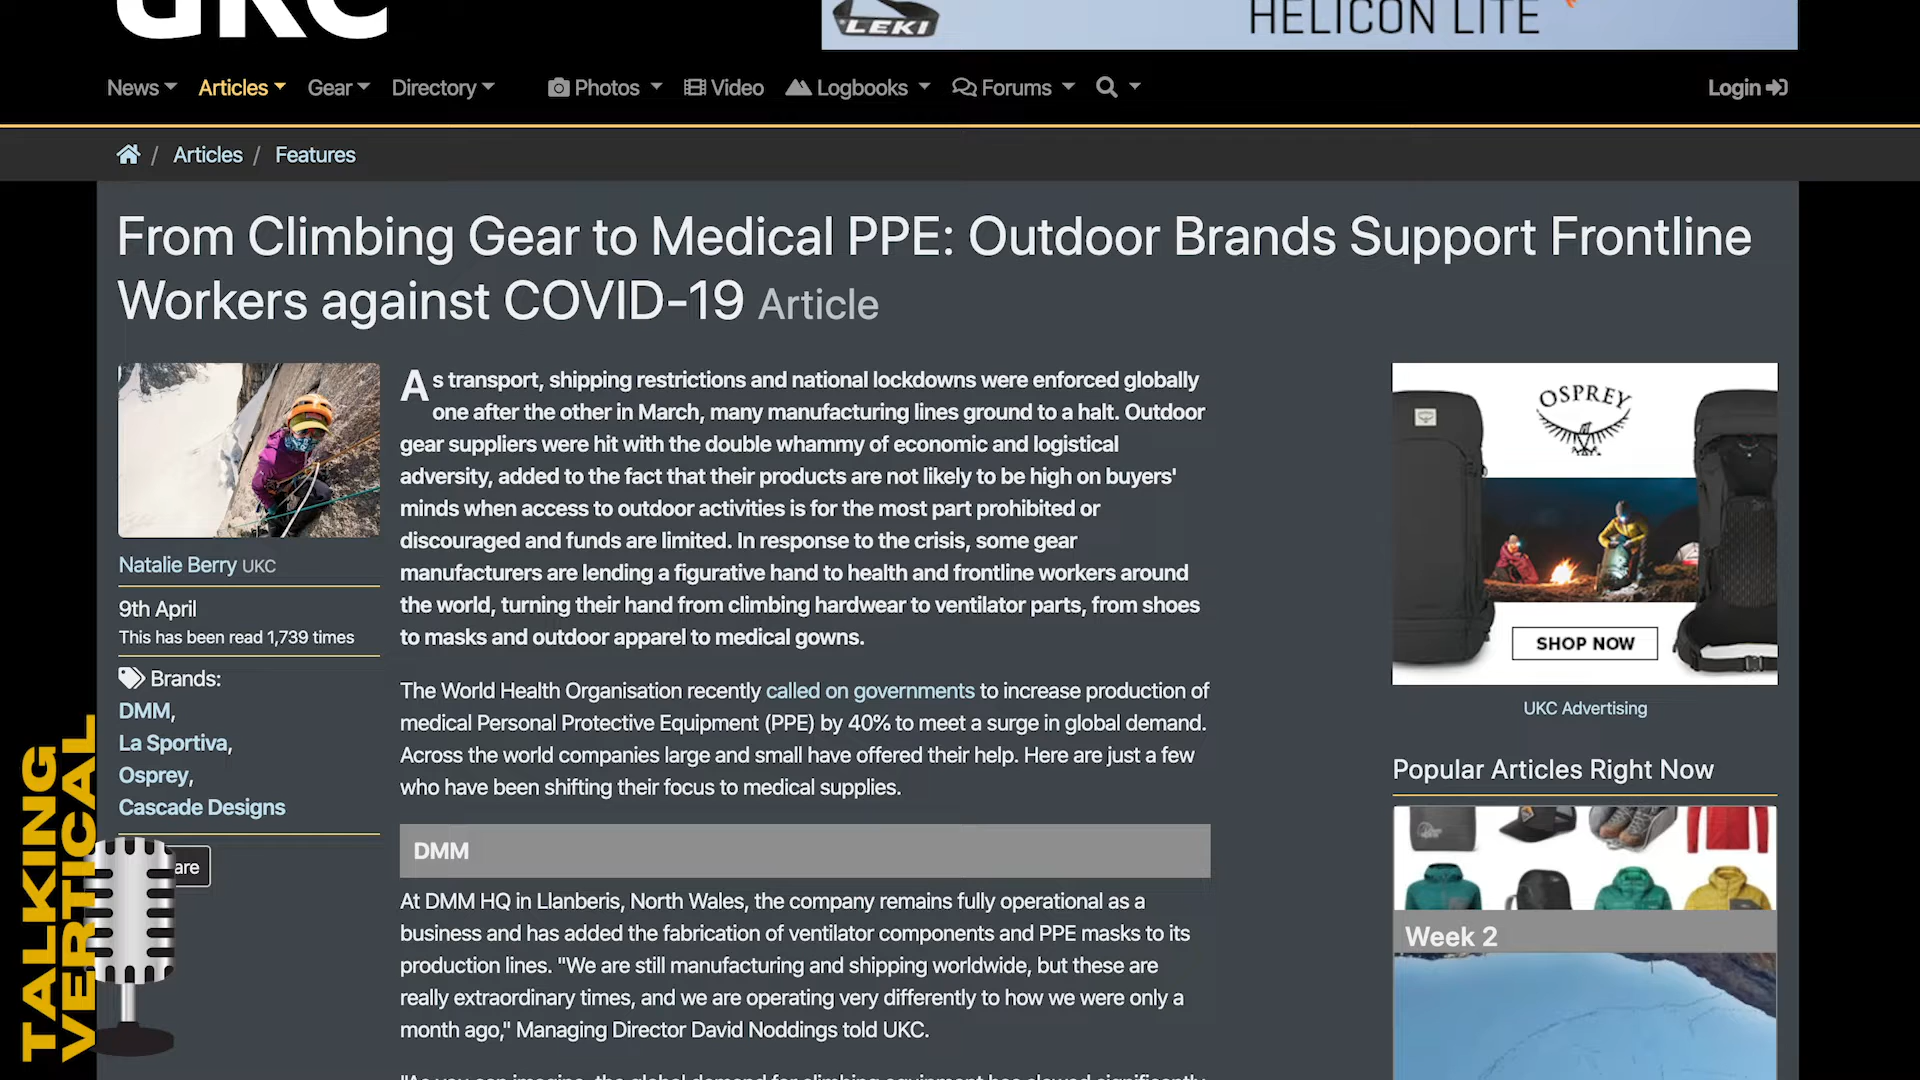 UKC
LEKI
HELICON LITE
News Articles Gear Directory Photos Video Logbooks Forums Login
/ Articles / Features
From Climbing Gear to Medical PPE: Outdoor Brands Support Frontline
Workers against COVID-19 Article
Natalie Berry UKC
9th April
This has been read 1,739 times
Brands:
DMM,
La Sportiva,
Osprey,
Cascade Designs
are
As transport, shipping restrictions and national lockdowns were enforced globally
one after the other in March, many manufacturing lines ground to a halt. Outdoor
gear suppliers were hit with the double whammy of economic and logistical
adversity, added to the fact that their products are not likely to be high on buyers'
minds when access to outdoor activities is for the most part prohibited or
discouraged and funds are limited. In response to the crisis, some gear
manufacturers are lending a figurative hand to health and frontline workers around
the world, turning their hand from climbing hardwear to ventilator parts, from shoes
to masks and outdoor apparel to medical gowns.
The World Health Organisation recently called on governments to increase production of
medical Personal Protective Equipment (PPE) by 40% to meet a surge in global demand.
Across the world companies large and small have offered their help. Here are just a few
who have been shifting their focus to medical supplies.
DMM
At DMM HQ in Llanberis, North Wales, the company remains fully operational as a
business and has added the fabrication of ventilator components and PPE masks to its
production lines. "We are still manufacturing and shipping worldwide, but these are
really extraordinary times, and we are operating very differently to how we were only a
month ago," Managing Director David Noddings told UKC.
"As you can imagine, the global demand for climbing equipment has slowed significantly
OSPREY
SHOP NOW
UKC Advertising
Popular Articles Right Now
Week 2
TALKING
VERTICAL